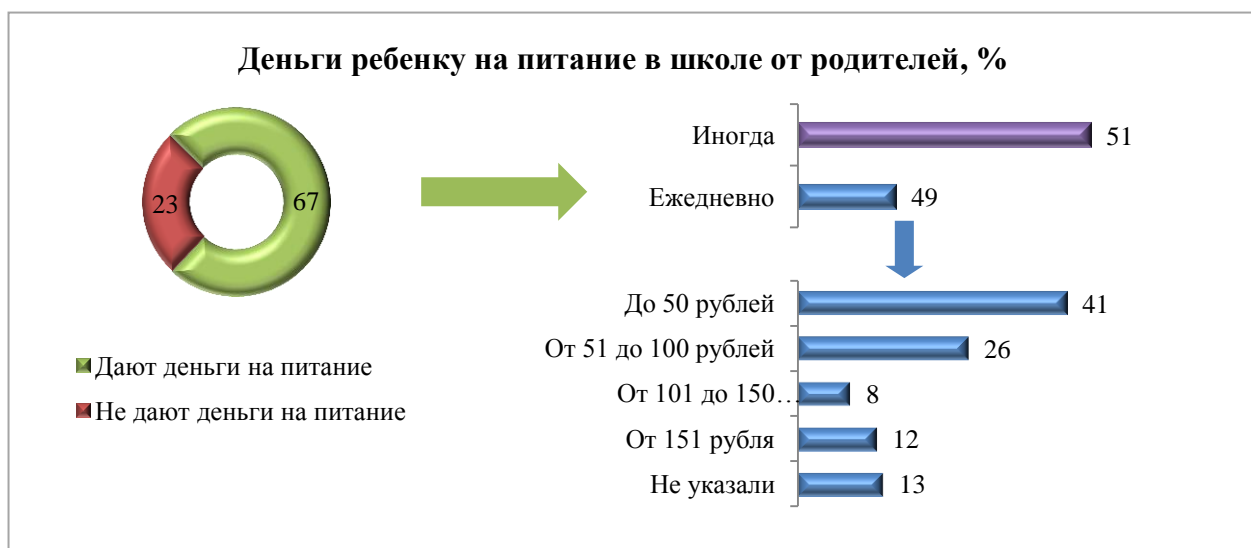 Деньги ребенку на питание в школе от родителей, %
23
67
Дают деньги на питание
Не дают деньги на питание
Иногда 51
Ежедневно 49
До 50 рублей 41
От 51 до 100 рублей 26
От 101 до 150… 8
От 151 рубля 12
Не указали 13